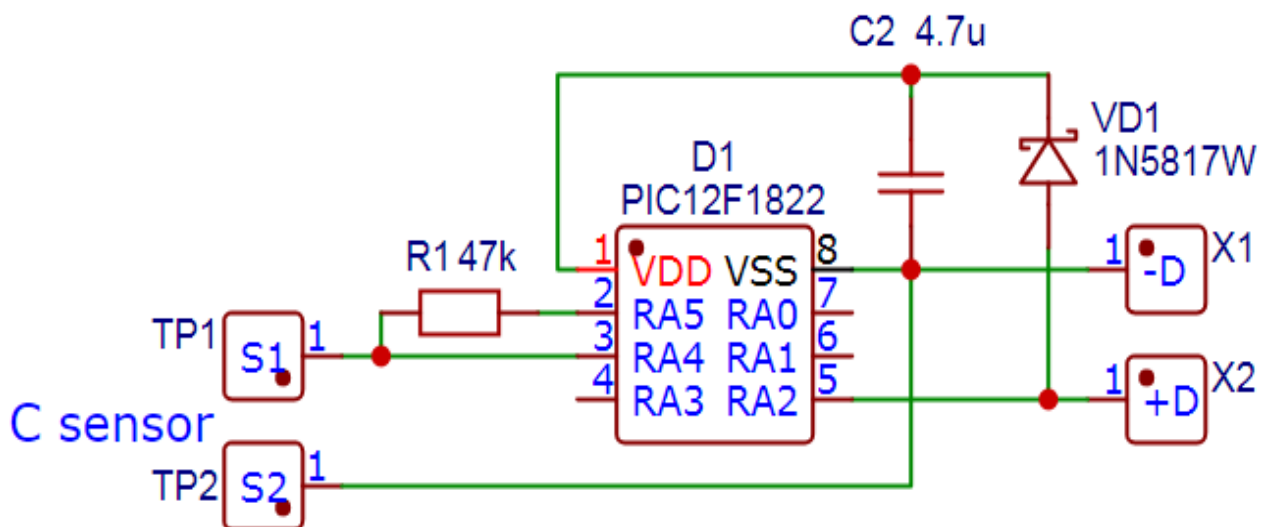 C2 4.7u
VD1
1N5817W
D1
PIC12F1822
R1 47k
1 VDD VSS 8
2 RA5 RA0 7
3 RA4 RA1 6
4 RA3 RA2 5
TP1 S1 1
C sensor
TP2 S2 1
1 -D X1
1 +D X2